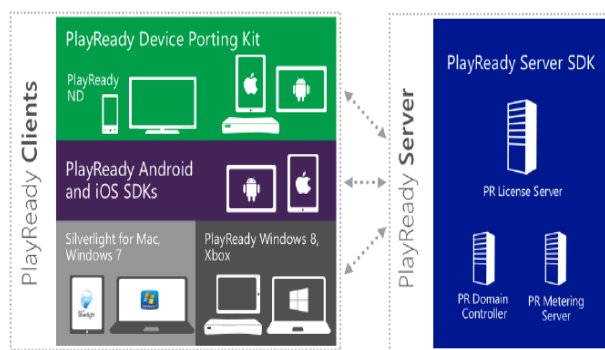 PlayReady Clients
PlayReady Device Porting Kit
PlayReady
ND
PlayReady Android
and iOS SDKs
Silverlight for Mac,
Windows 7
Silverlight
PlayReady Windows 8,
Xbox
PlayReady Server
PlayReady Server SDK
PR License Server
PR Domain
Controller
PR Metering
Server